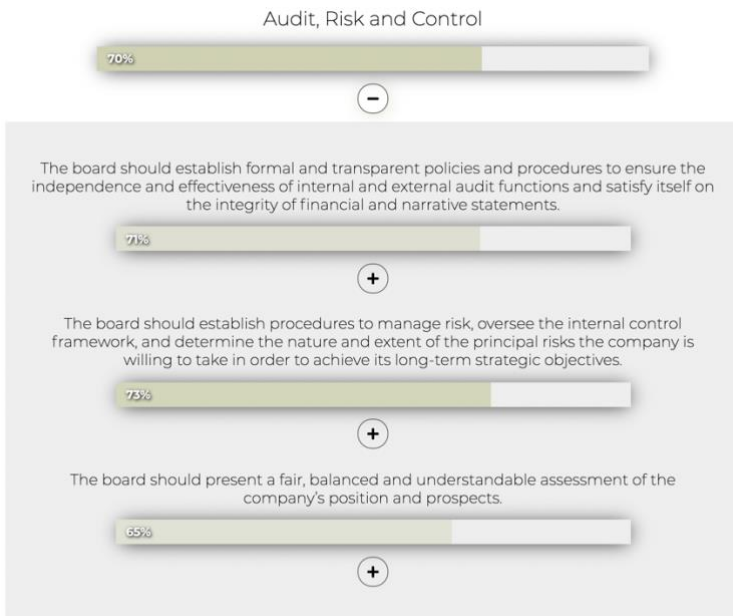 Audit, Risk and Control
70%
The board should establish formal and transparent policies and procedures to ensure the
independence and effectiveness of internal and external audit functions and satisfy itself on
the integrity of financial and narrative statements.
71%
The board should establish procedures to manage risk, oversee the internal control
framework, and determine the nature and extent of the principal risks the company is
willing to take in order to achieve its long-term strategic objectives.
73%
The board should present a fair, balanced and understandable assessment of the
company's position and prospects.
65%